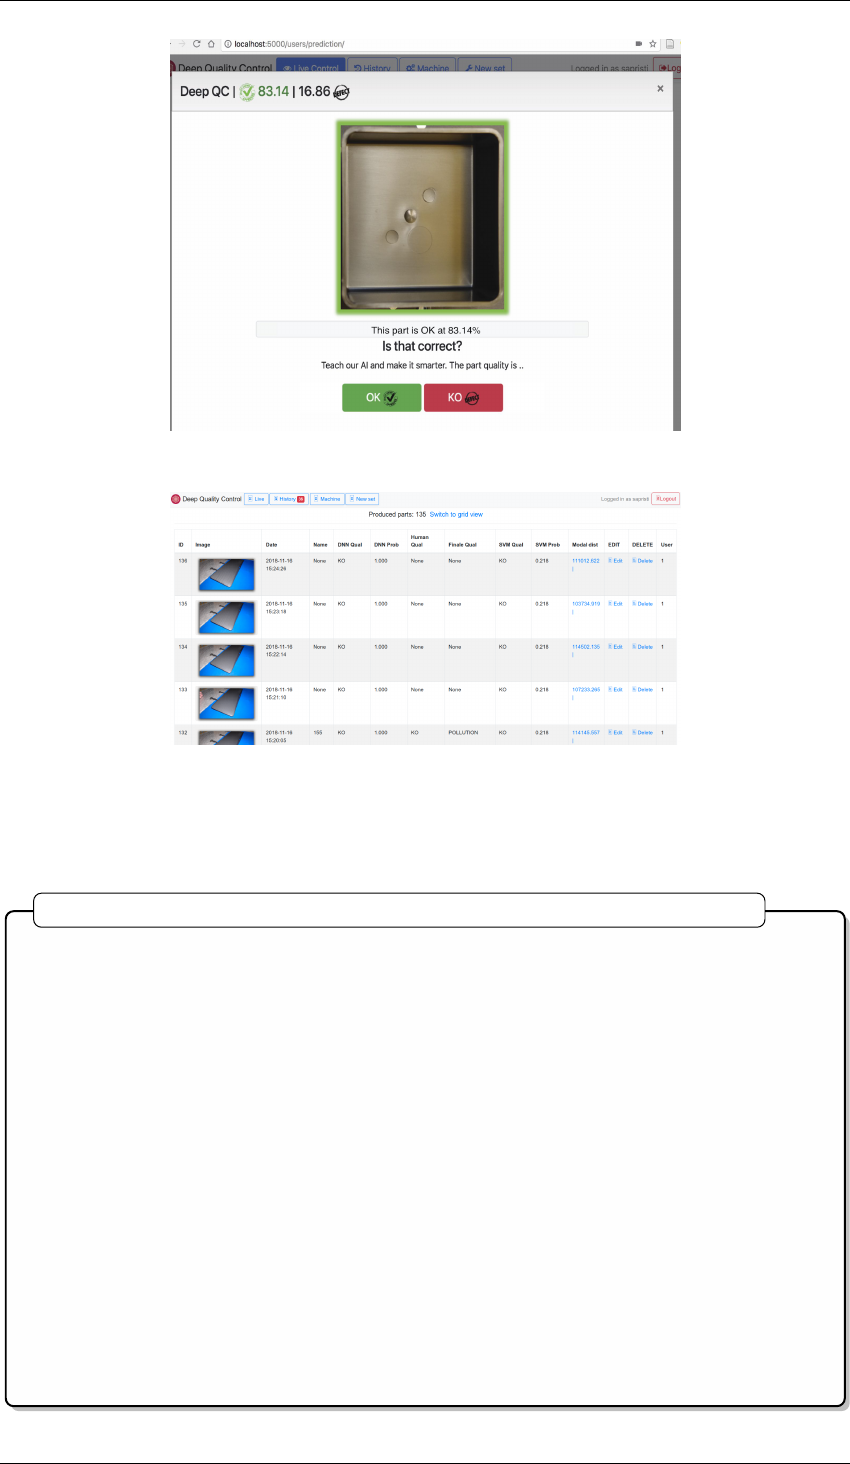 localhost:5000/users/prediction/
Deep Quality Control Live Control History Machine New set Logged in as sapristi Log
Deep QC | 83.14 | 16.86 ×
This part is OK at 83.14%
Is that correct?
Teach our AI and make it smarter. The part quality is ..
OK KO
Deep Quality Control Live History Machine New set Logged in as sapristi Logout
Produced parts: 135 Switch to grid view
ID Image Date Name DNN Qual DNN Prob Human Qual Finale Qual SVM Qual SVM Prob Modal dist EDIT DELETE User
136 2018-11-16 None KO 1.000 None None KO 0.218 111012.622 Edit Delete 1
15:24:26 |
135 2018-11-16 None KO 1.000 None None KO 0.218 103734.919 Edit Delete 1
15:23:18 |
134 2018-11-16 None KO 1.000 None None KO 0.218 114502.135 Edit Delete 1
15:22:14 |
133 2018-11-16 None KO 1.000 None None KO 0.218 107233.265 Edit Delete 1
15:21:10 |
132 2018-11-16 155 KO 1.000 KO POLLUTION KO 0.218 114145.557 Edit Delete 1
15:20:05 |